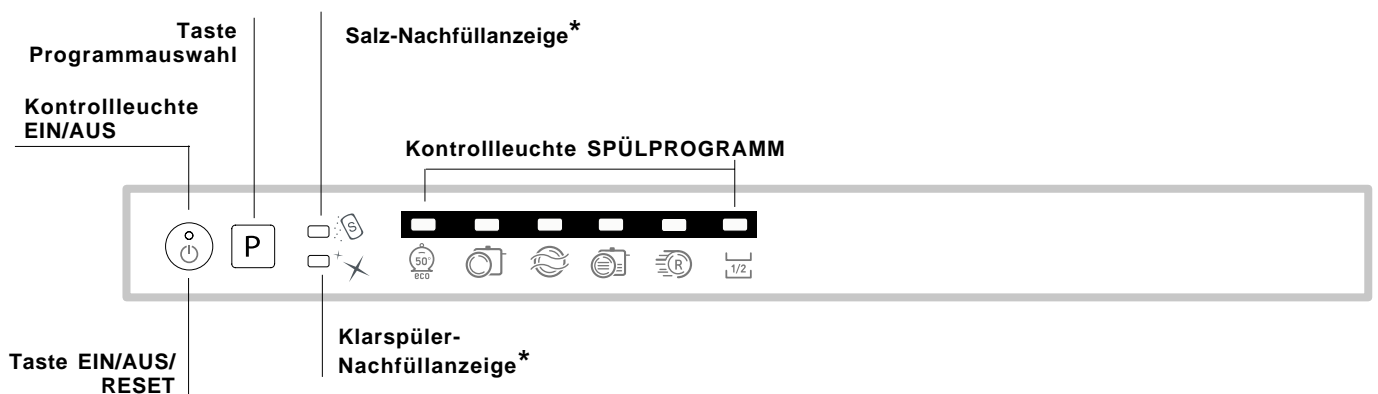 Taste
Programmauswahl
Salz-Nachfüllanzeige*
Kontrollleuchte
EIN/AUS
Kontrollleuchte SPÜLPROGRAMM
P
S
50°
eco
R
1/2
Klarspüler-
Nachfüllanzeige*
Taste EIN/AUS/
RESET